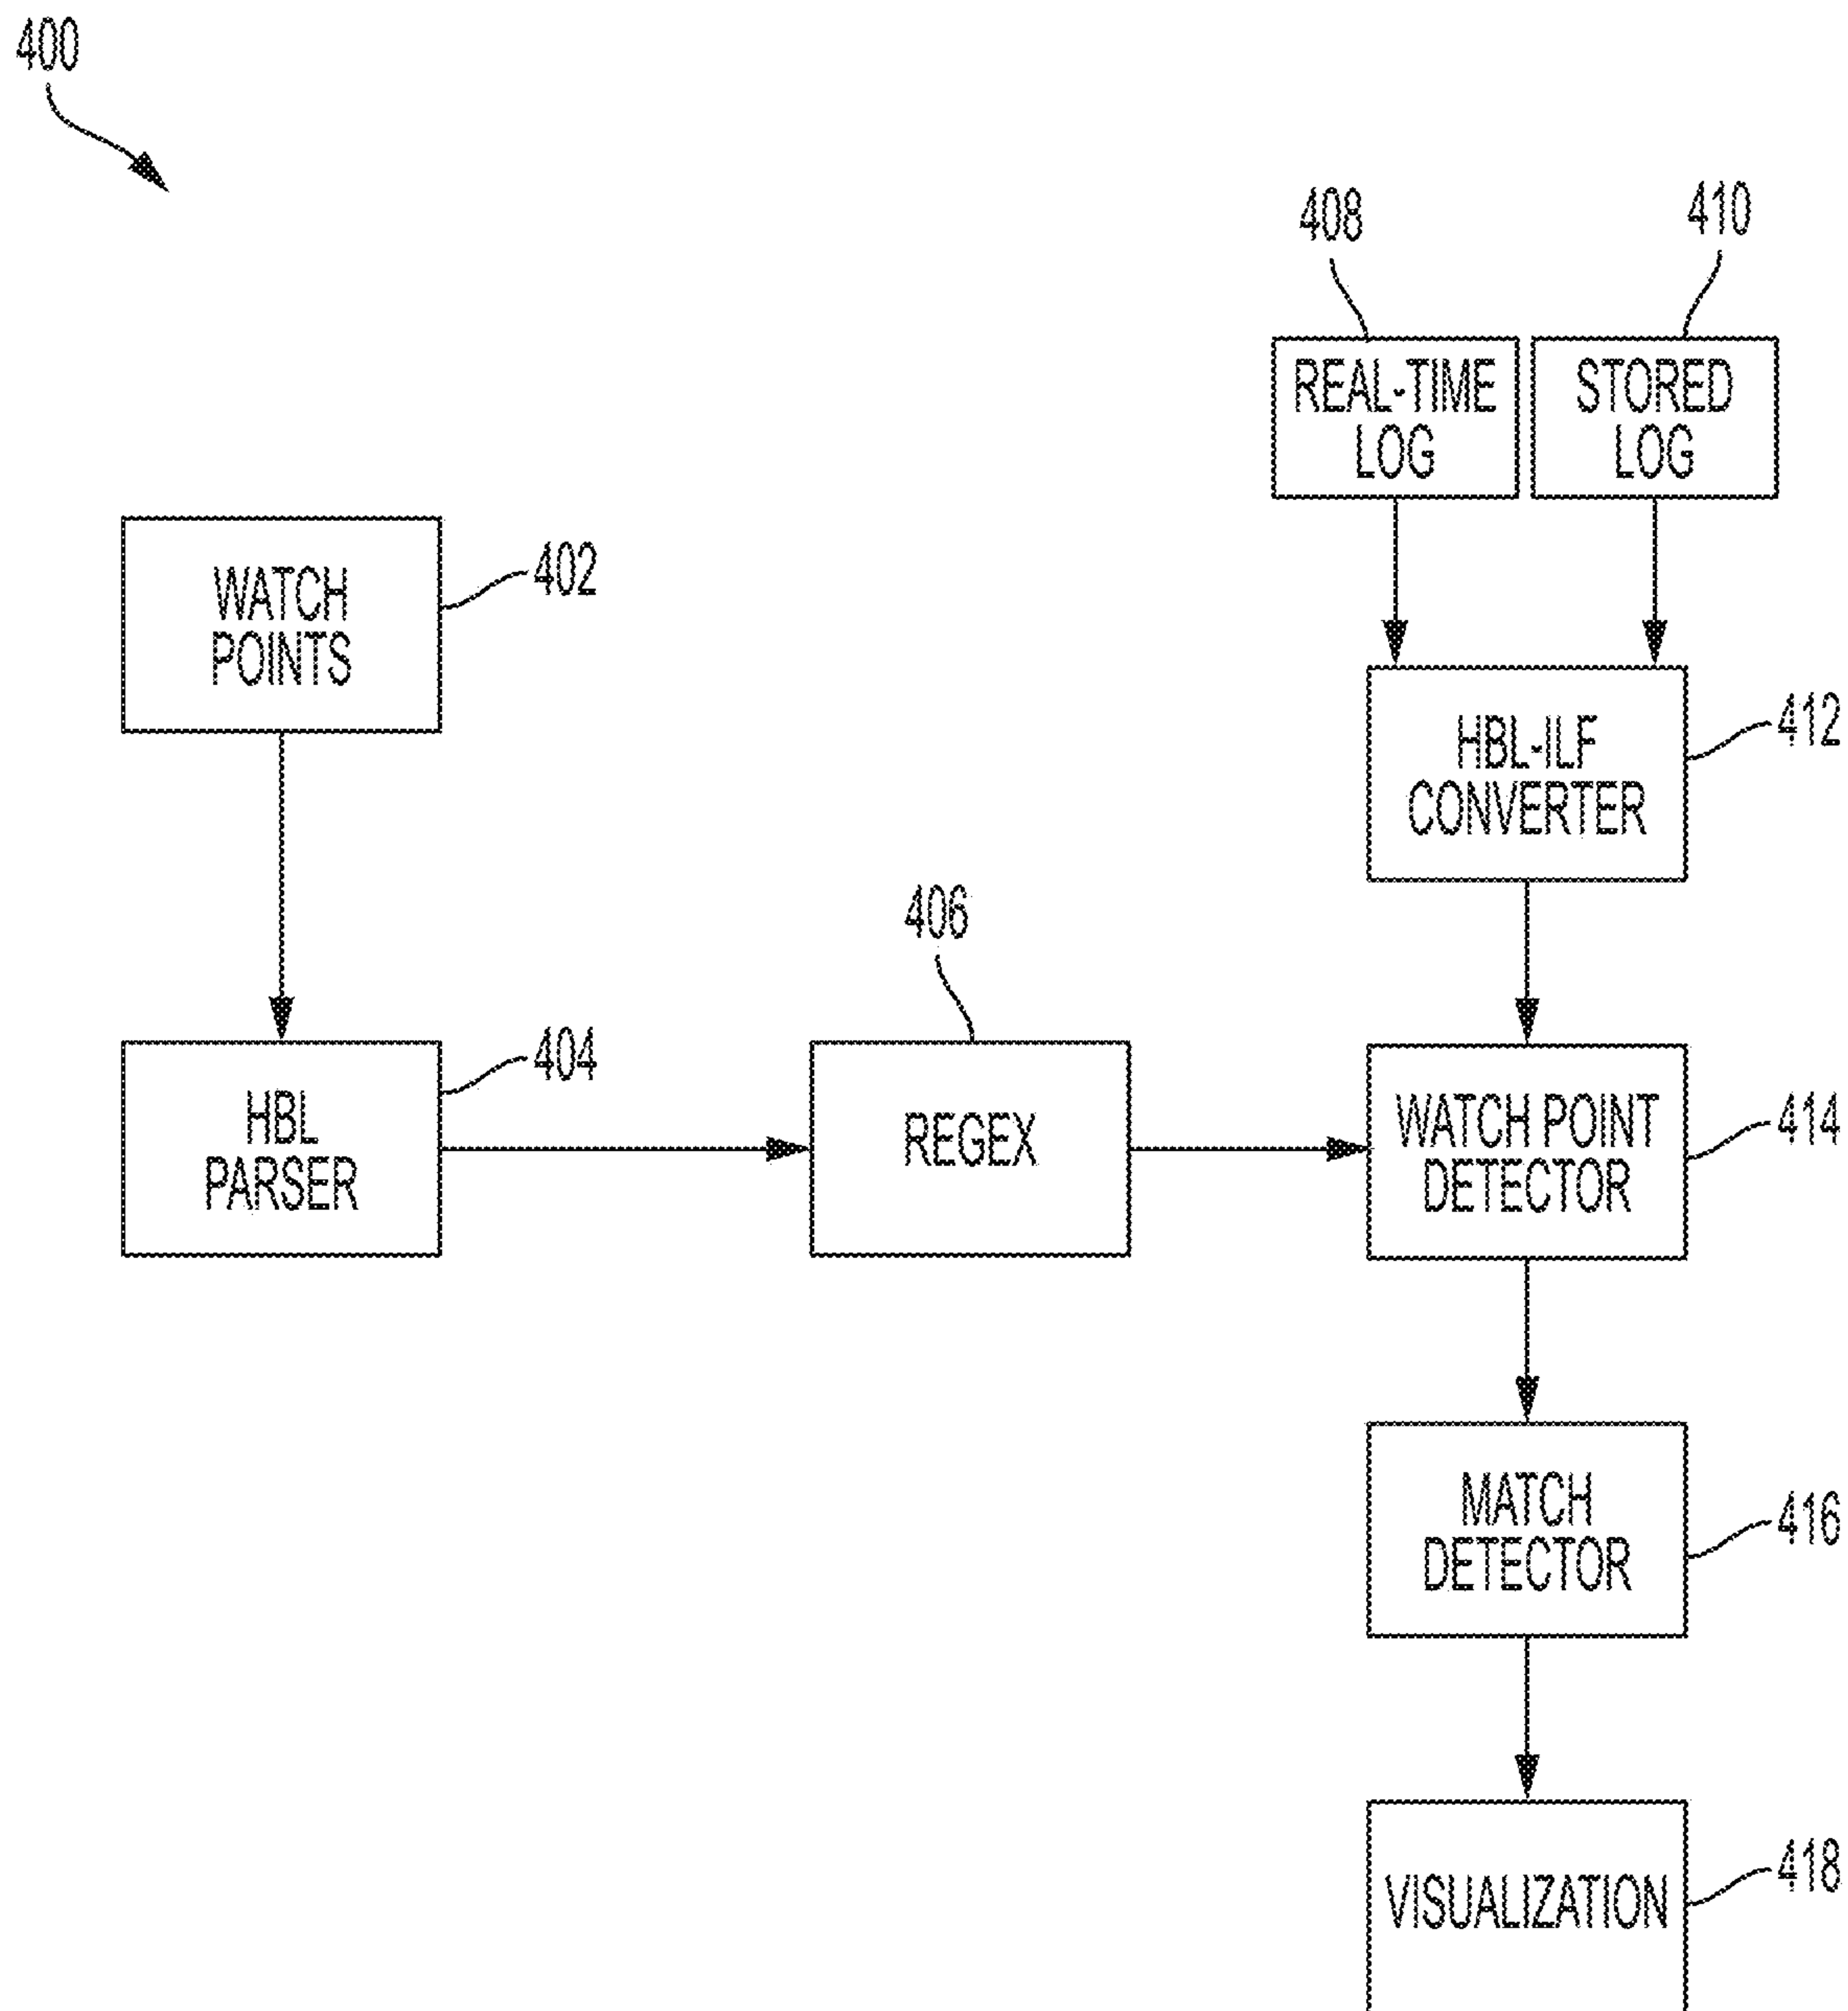 400
408
410
REAL-TIME
LOG
STORED
LOG
WATCH
POINTS
402
HBL-ILF
CONVERTER
412
406
HBL
PARSER
404
REGEX
WATCH POINT
DETECTOR
414
MATCH
DETECTOR
416
VISUALIZATION
418